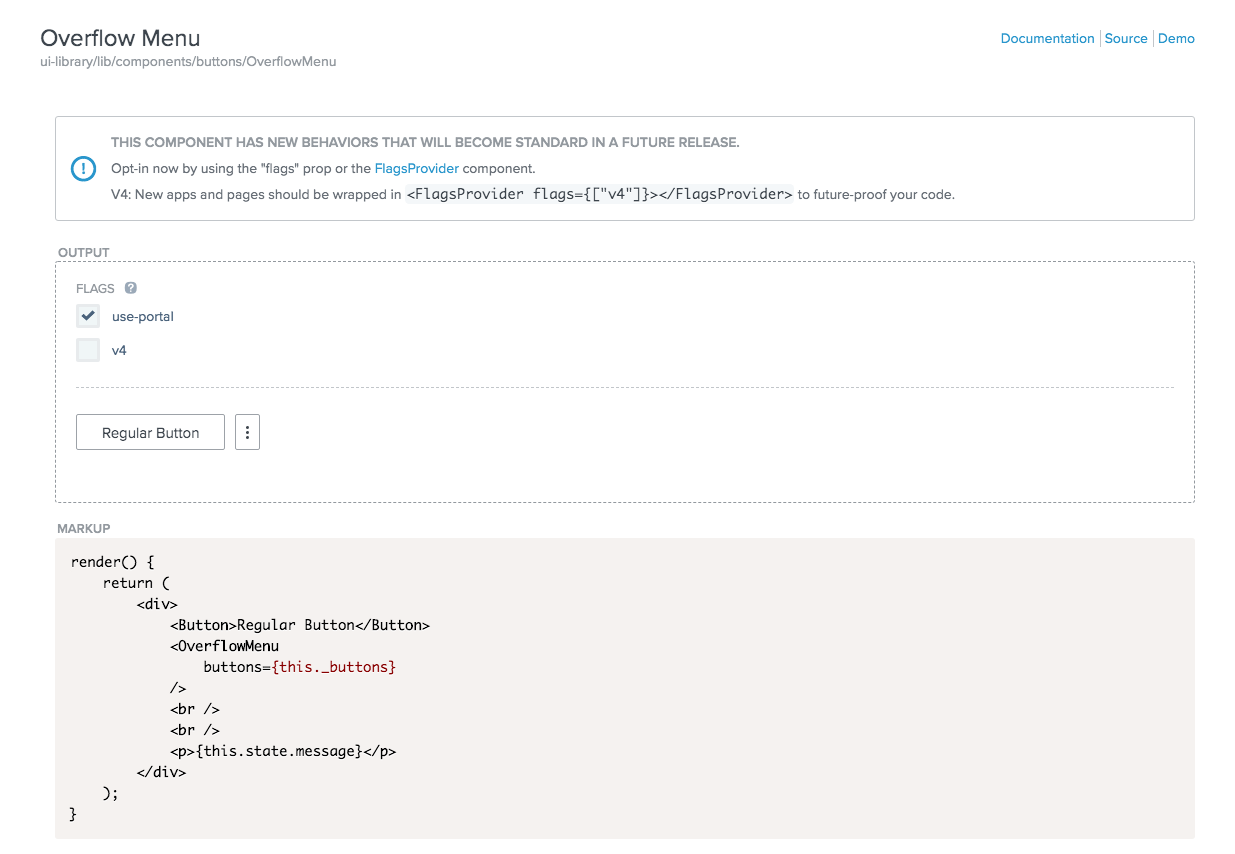 Overflow Menu
Documentation Source Demo
ui-library/lib/components/buttons/OverflowMenu
THIS COMPONENT HAS NEW BEHAVIORS THAT WILL BECOME STANDARD IN A FUTURE RELEASE.
Opt-in now by using the "flags" prop or the FlagsProvider component.
V4: New apps and pages should be wrapped in <FlagsProvider flags={["v4"]}></FlagsProvider> to future-proof your code.
OUTPUT
FLAGS ?
use-portal
v4
Regular Button
MARKUP
render() {
    return (
        <div>
            <Button>Regular Button</Button>
            <OverflowMenu
                buttons={this._buttons}
            />
            <br />
            <br />
            <p>{this.state.message}</p>
        </div>
    );
}